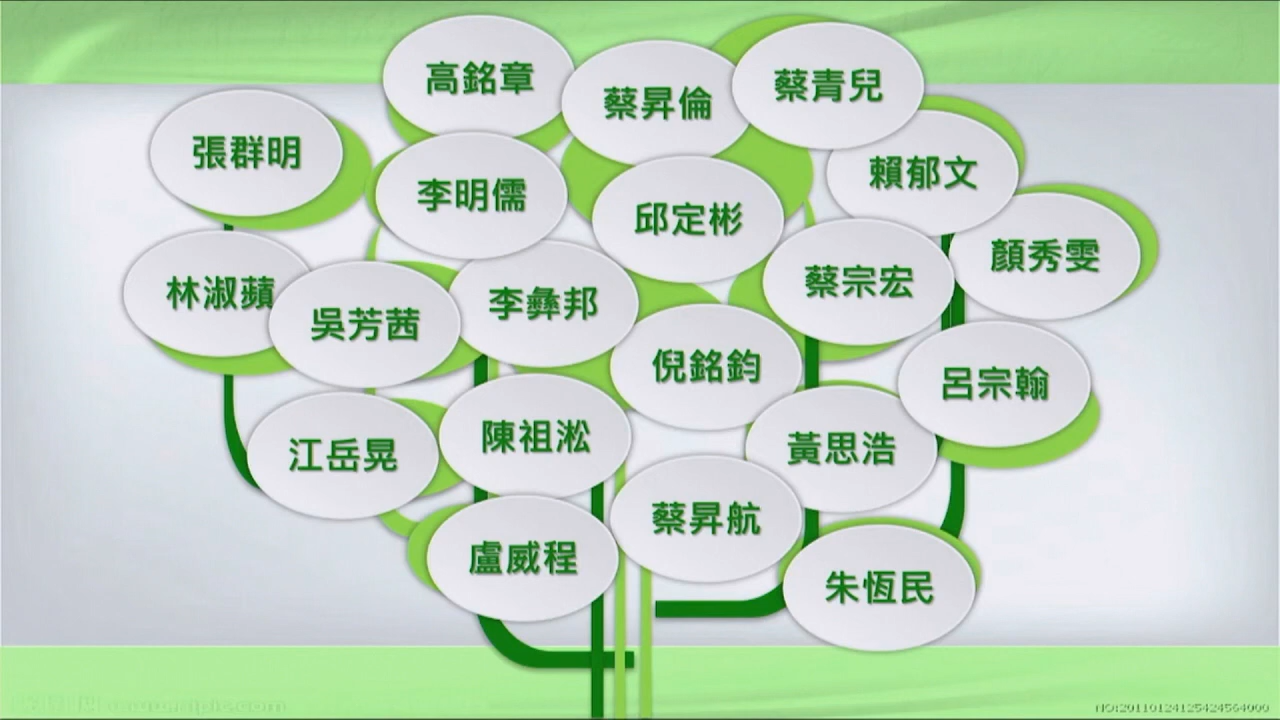 高銘章
蔡昇倫
蔡青兒
張群明
李明儒
邱定彬
賴郁文
顏秀雯
林淑蘋
吳芳茜
李彝邦
蔡宗宏
倪銘鈞
呂宗翰
江岳晃
陳祖淞
黃思浩
蔡昇航
盧威程
朱恆民
NO:20110124125424564000